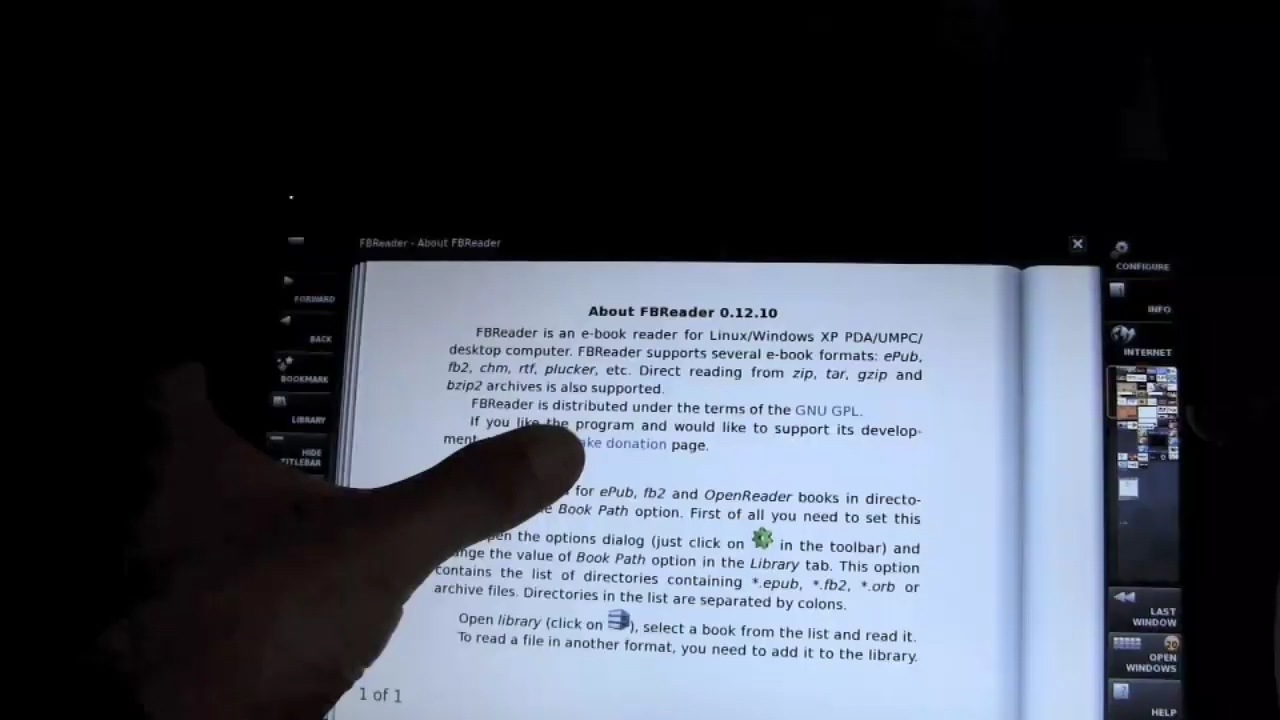 FBReader - About FBReader
CONFIGURE
FORWARD
INFO
BACK
INTERNET
BOOKMARK
LIBRARY
HIDE
TITLEBAR
About FBReader 0.12.10
FBReader is an e-book reader for Linux/Windows XP PDA/UMPC/
desktop computer. FBReader supports several e-book formats: ePub,
fb2, chm, rtf, plucker, etc. Direct reading from zip, tar, gzip and
bzip2 archives is also supported.
FBReader is distributed under the terms of the GNU GPL.
If you like the program and would like to support its develop-
ment donation page.
for ePub, fb2 and OpenReader books in directo-
Book Path option. First of all you need to set this
the options dialog (just click on in the toolbar) and
the value of Book Path option in the Library tab. This option
contains the list of directories containing *.epub, *.fb2, *.orb or
archive files. Directories in the list are separated by colons.
Open library (click on ), select a book from the list and read it.
To read a file in another format, you need to add it to the library.
1 of 1
LAST
WINDOW
OPEN
WINDOWS
HELP